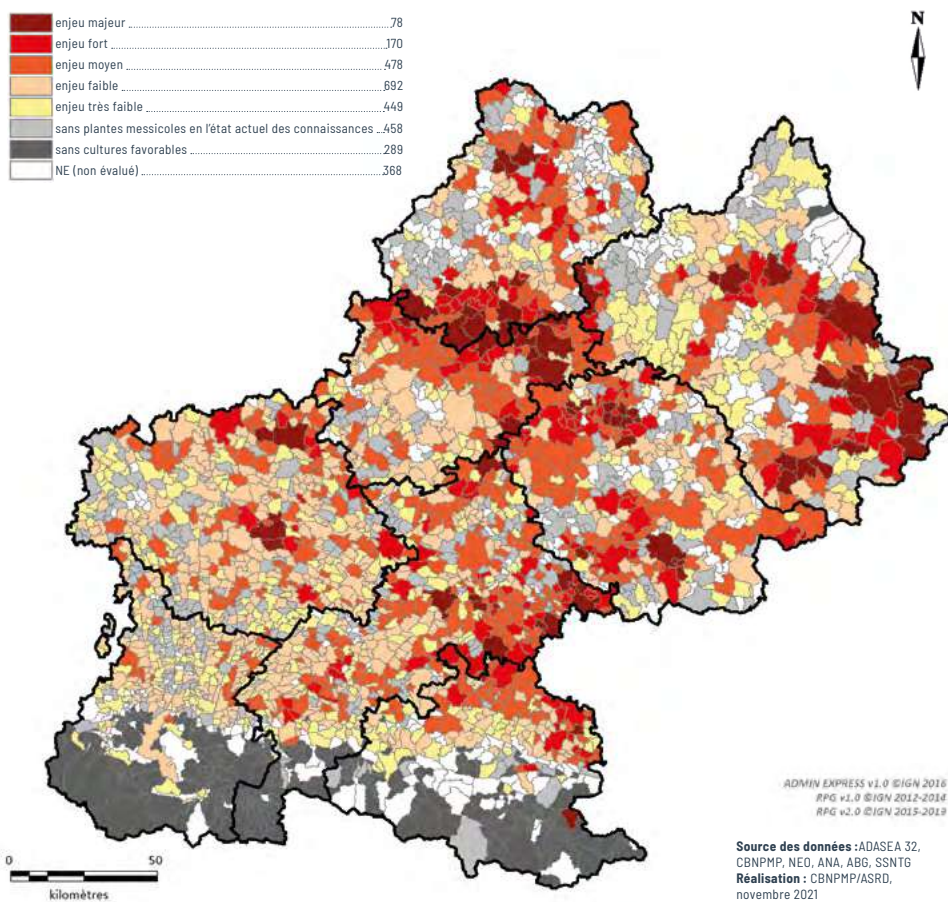 enjeu majeur 78
enjeu fort 170
enjeu moyen 478
enjeu faible 692
enjeu très faible 449
sans plantes messicoles en l'état actuel des connaissances 458
sans cultures favorables 289
NE (non évalué) 368
N
ADMIN EXPRESS v1.0 ©IGN 2016
RPG v1.0 ©IGN 2012-2014
RPG v2.0 ©IGN 2015-2019
Source des données :ADASEA 32,
CBNPMP, NEO, ANA, ABG, SSNTG
Réalisation : CBNPMP/ASRD,
novembre 2021
0 50
kilomètres